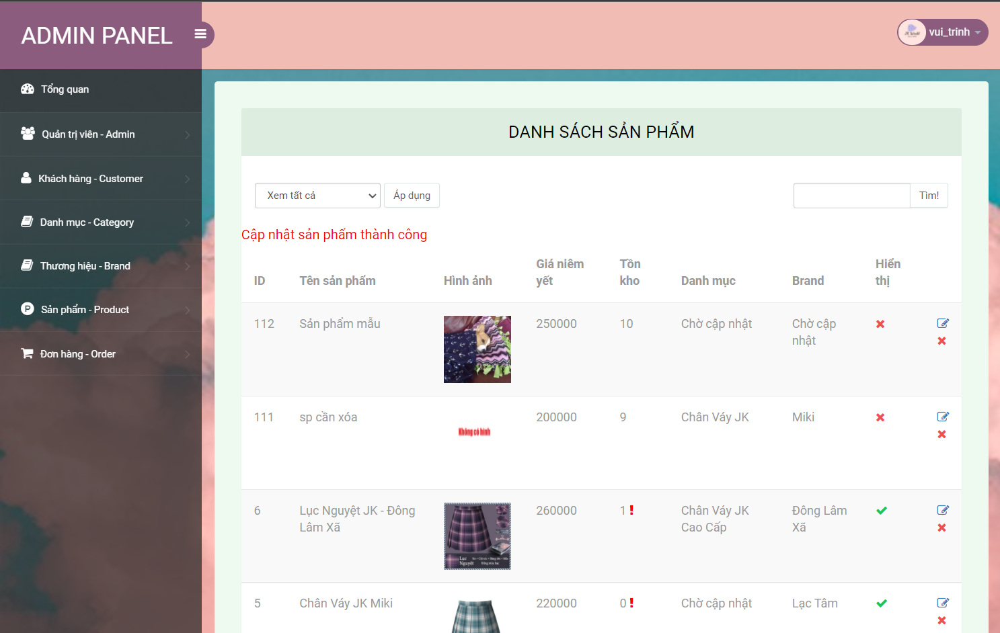 ADMIN PANEL
vui_trinh
Tổng quan
Quản trị viên - Admin
Khách hàng - Customer
Danh mục - Category
Thương hiệu - Brand
Sản phẩm - Product
Đơn hàng - Order
DANH SÁCH SẢN PHẨM
Xem tất cả
Áp dụng
Tìm!
Cập nhật sản phẩm thành công
ID Tên sản phẩm Hình ảnh Giá niêm yết Tồn kho Danh mục Brand Hiển thị
112 Sản phẩm mẫu 250000 10 Chờ cập nhật Chờ cập nhật
111 sp cần xóa Không có hình 200000 9 Chân Váy JK Miki
6 Lục Nguyệt JK - Đông Lâm Xã 260000 1! Chân Váy JK Cao Cấp Đông Lâm Xã
Lục
Nguyệt
5 Chân Váy JK Miki 220000 0! Chờ cập nhật Lạc Tâm